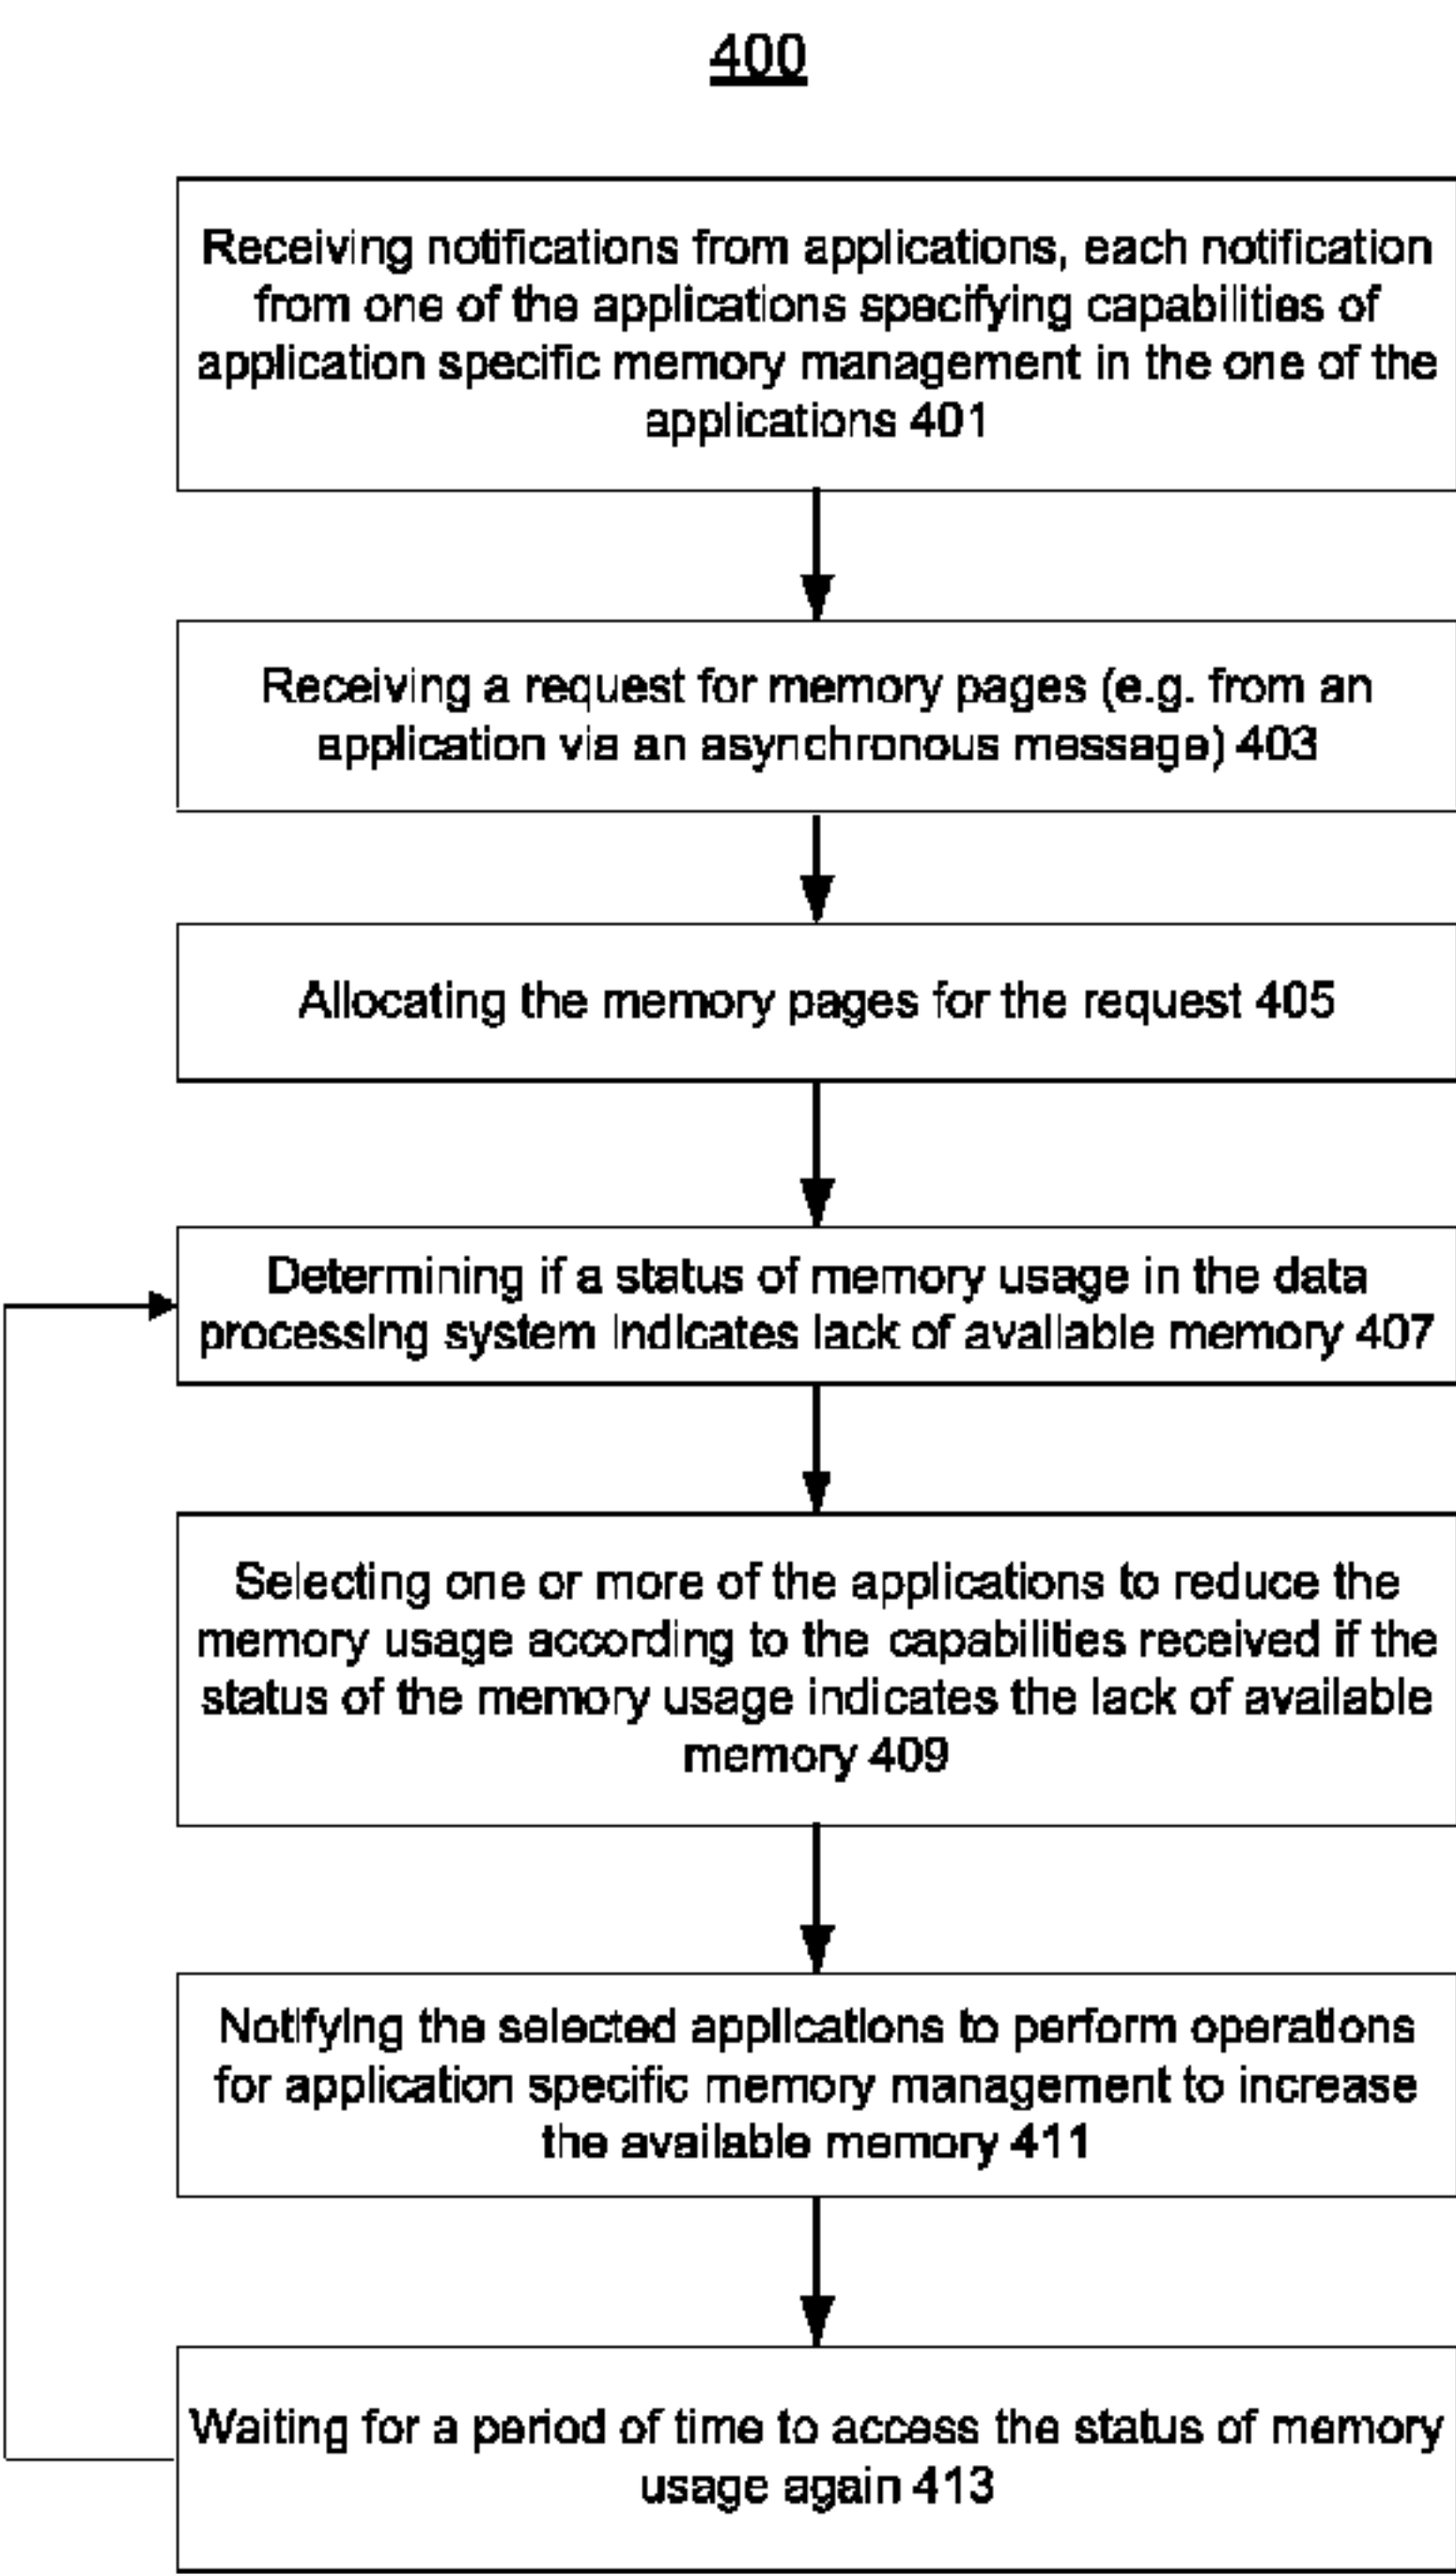 400
Receiving notifications from applications, each notification
from one of the applications specifying capabilities of
application specific memory management in the one of the
applications 401
Receiving a request for memory pages (e.g. from an
application via an asynchronous message) 403
Allocating the memory pages for the request 405
Determining if a status of memory usage in the data
processing system indicates lack of available memory 407
Selecting one or more of the applications to reduce the
memory usage according to the capabilities received if the
status of the memory usage indicates the lack of available
memory 409
Notifying the selected applications to perform operations
for application specific memory management to increase
the available memory 411
Waiting for a period of time to access the status of memory
usage again 413